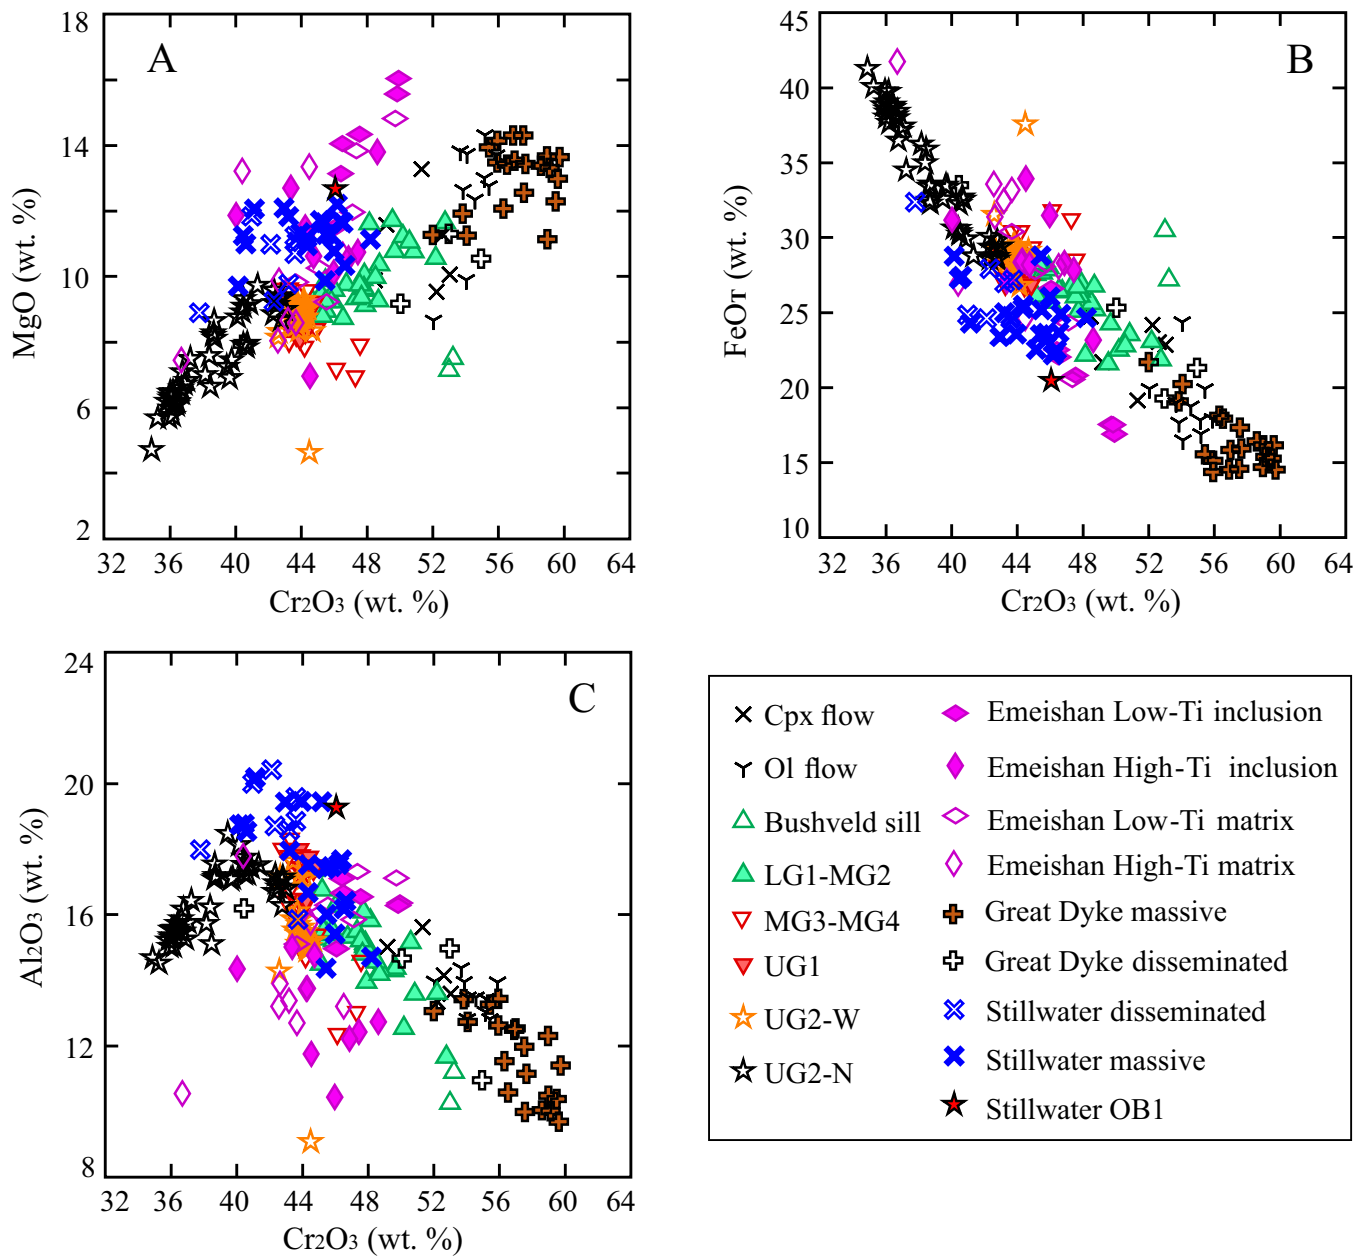 18
14
10
6
2
MgO (wt. %)
A
32 36 40 44 48 52 56 60 64
Cr2O3 (wt. %)
45
40
35
30
25
20
15
10
FeOT (wt. %)
B
32 36 40 44 48 52 56 60 64
Cr2O3 (wt. %)
24
20
16
12
8
Al2O3 (wt. %)
C
32 36 40 44 48 52 56 60 64
Cr2O3 (wt. %)
Cpx flow
Ol flow
Bushveld sill
LG1-MG2
MG3-MG4
UG1
UG2-W
UG2-N
Emeishan Low-Ti inclusion
Emeishan High-Ti inclusion
Emeishan Low-Ti matrix
Emeishan High-Ti matrix
Great Dyke massive
Great Dyke disseminated
Stillwater disseminated
Stillwater massive
Stillwater OB1